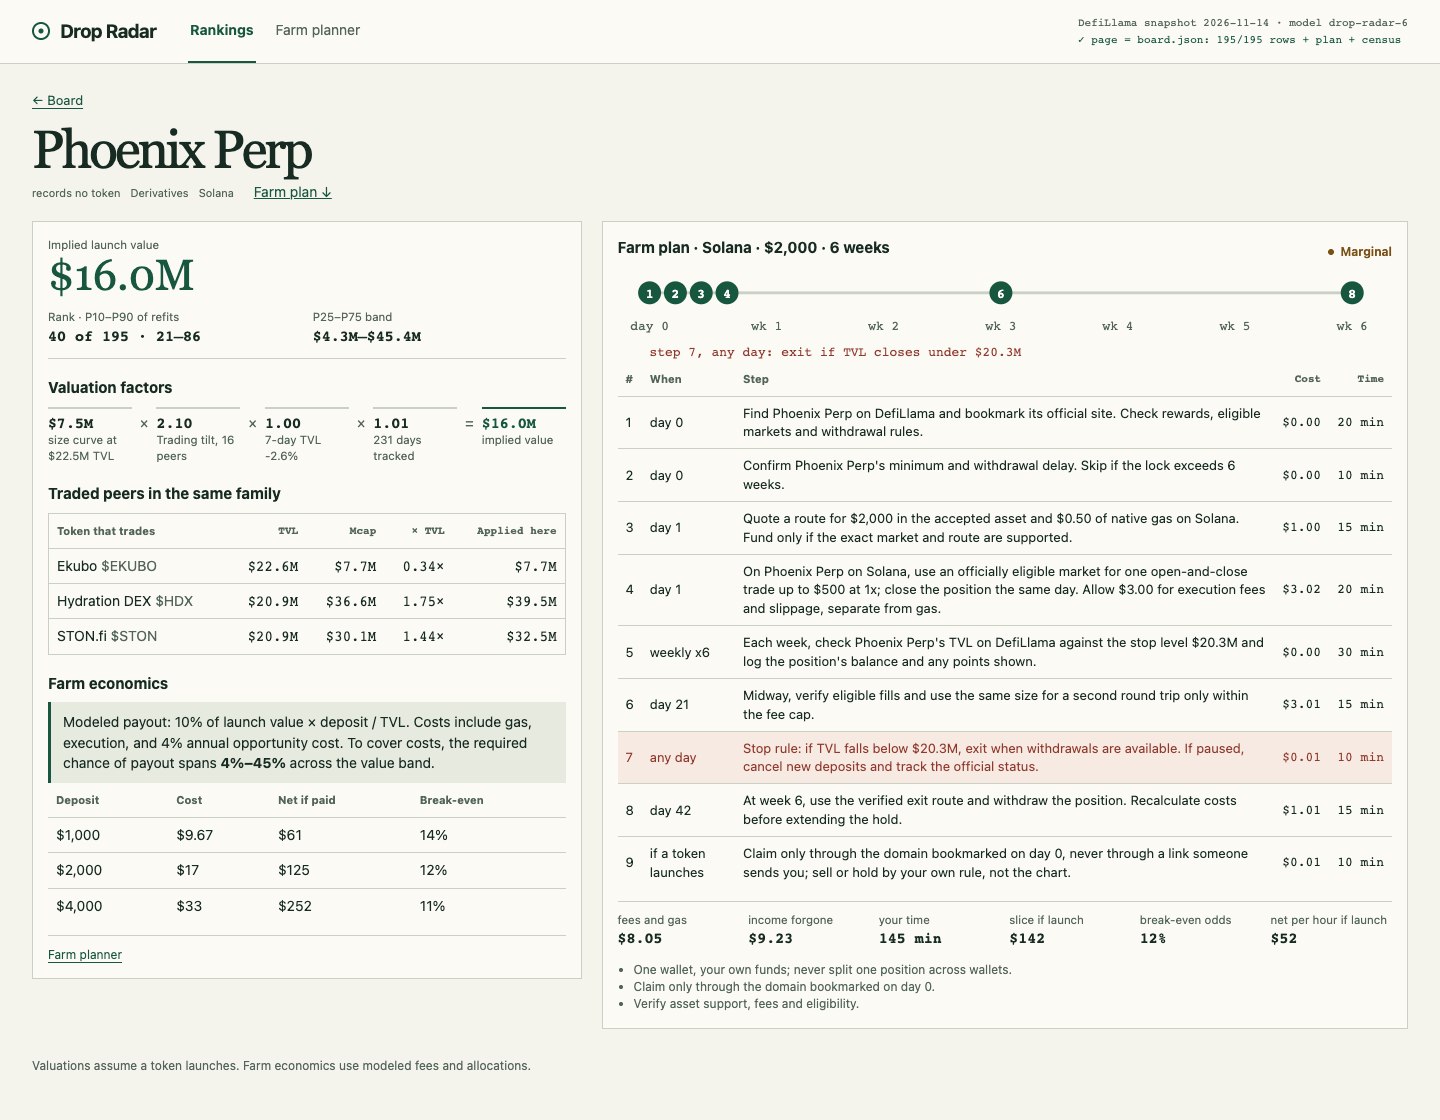 Drop Radar
Rankings
Farm planner
DefiLlama snapshot 2026-11-14 · model drop-radar-6
✓ page = board.json: 195/195 rows + plan + census
← Board
Phoenix Perp
records no token Derivatives Solana Farm plan ↓
Implied launch value
$16.0M
Rank · P10–P90 of refits
40 of 195 · 21–86
P25–P75 band
$4.3M–$45.4M
Valuation factors
$7.5M × 2.10 × 1.00 × 1.01 = $16.0M
size curve at Trading tilt, 16 7-day TVL 231 days implied value
$22.5M TVL peers -2.6% tracked
Traded peers in the same family
Token that trades TVL Mcap × TVL Applied here
Ekubo $EKUBO $22.6M $7.7M 0.34× $7.7M
Hydration DEX $HDX $20.9M $36.6M 1.75× $39.5M
STON.fi $STON $20.9M $30.1M 1.44× $32.5M
Farm economics
Modeled payout: 10% of launch value × deposit / TVL. Costs include gas,
execution, and 4% annual opportunity cost. To cover costs, the required
chance of payout spans 4%–45% across the value band.
Deposit Cost Net if paid Break-even
$1,000 $9.67 $61 14%
$2,000 $17 $125 12%
$4,000 $33 $252 11%
Farm planner
Farm plan · Solana · $2,000 · 6 weeks
Marginal
1 2 3 4 6 8
day 0 wk 1 wk 2 wk 3 wk 4 wk 5 wk 6
step 7, any day: exit if TVL closes under $20.3M
# When Step Cost Time
1 day 0 Find Phoenix Perp on DefiLlama and bookmark its official site. Check rewards, eligible $0.00 20 min
markets and withdrawal rules.
2 day 0 Confirm Phoenix Perp's minimum and withdrawal delay. Skip if the lock exceeds 6 $0.00 10 min
weeks.
3 day 1 Quote a route for $2,000 in the accepted asset and $0.50 of native gas on Solana. $1.00 15 min
Fund only if the exact market and route are supported.
On Phoenix Perp on Solana, use an officially eligible market for one open-and-close
4 day 1 trade up to $500 at 1x; close the position the same day. Allow $3.00 for execution fees $3.02 20 min
and slippage, separate from gas.
5 weekly x6 Each week, check Phoenix Perp's TVL on DefiLlama against the stop level $20.3M and $0.00 30 min
log the position's balance and any points shown.
6 day 21 Midway, verify eligible fills and use the same size for a second round trip only within $3.01 15 min
the fee cap.
7 any day Stop rule: if TVL falls below $20.3M, exit when withdrawals are available. If paused, $0.01 10 min
cancel new deposits and track the official status.
8 day 42 At week 6, use the verified exit route and withdraw the position. Recalculate costs $1.01 15 min
before extending the hold.
9 if a token Claim only through the domain bookmarked on day 0, never through a link someone $0.01 10 min
launches sends you; sell or hold by your own rule, not the chart.
fees and gas income forgone your time slice if launch break-even odds net per hour if launch
$8.05 $9.23 145 min $142 12% $52
• One wallet, your own funds; never split one position across wallets.
• Claim only through the domain bookmarked on day 0.
• Verify asset support, fees and eligibility.
Valuations assume a token launches. Farm economics use modeled fees and allocations.